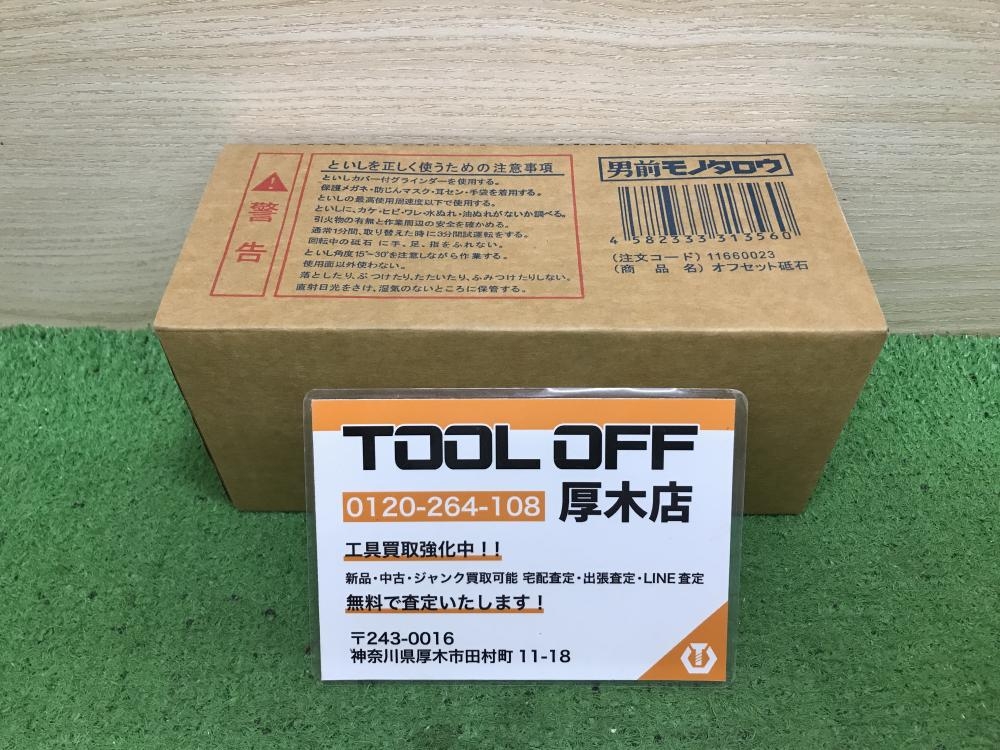 警告
といしを正しく使うための注意事項
といしカバー付グラインダーを使用する。
保護メガネ・防じんマスク・耳セン・手袋を着用する。
といしの最高使用周速度以下で使用する。
といしに、カケ・ヒビ・ワレ・水ぬれ・油ぬれがないか調べる。
引火物の有無と作業周辺の安全を確かめる。
通常1分間、取り替えた時に3分間試運転をする。
回転中の砥石 に 手、足、指をふれない。
といし角度15°~30°を注意しながら作業する。
使用面以外使わない。
落としたり、ぶつけたり、たたいたり、ふみつけたりしない。
直射日光をさけ、湿気のないところに保管する。
男前モノタロウ
4 582333 313560
(注文コード) 11660023
(商 品 名) オフセット砥石
TOOL OFF
0120-264-108 厚木店
工具買取強化中!!
新品・中古・ジャンク買取可能 宅配査定・出張査定・LINE査定
無料で査定いたします!
〒243-0016
神奈川県厚木市田村町 11-18